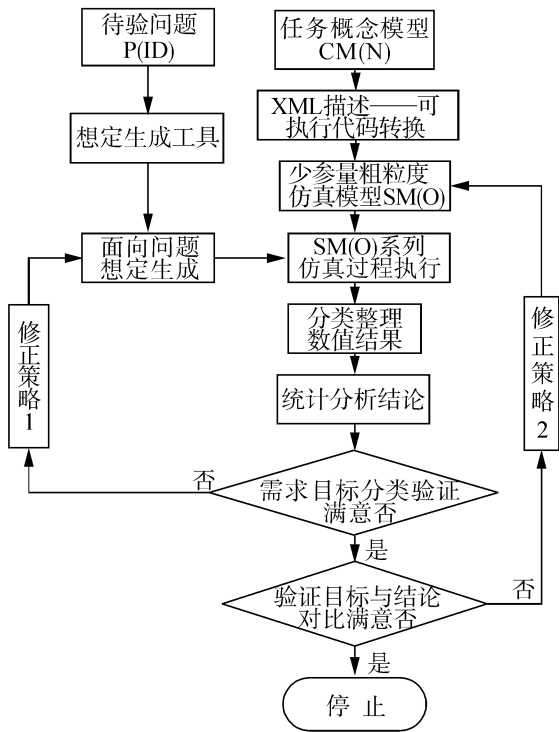 待验问题
P(ID)
任务概念模型
CM(N)
想定生成工具
XML描述——可
执行代码转换
少参量粗粒度
仿真模型SM(O)
面向问题
想定生成
SM(O)系列
仿真过程执行
分类整理
数值结果
修正策略1
修正策略2
统计分析结论
否
需求目标分类验证
满意否
是
否
验证目标与结论
对比满意否
是
停 止